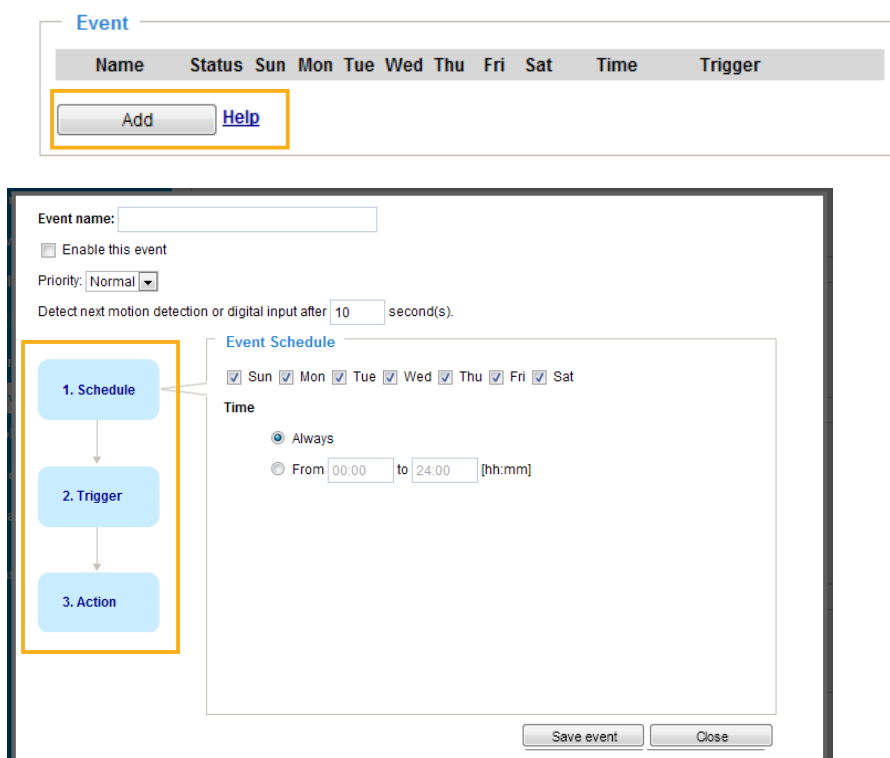 Event
Name Status Sun Mon Tue Wed Thu Fri Sat Time Trigger
Add Help
Event name:
Enable this event
Priority: Normal
Detect next motion detection or digital input after 10 second(s).
1. Schedule
2. Trigger
3. Action
Event Schedule
Sun Mon Tue Wed Thu Fri Sat
Time
Always
From 00:00 to 24:00 [hh:mm]
Save event Close